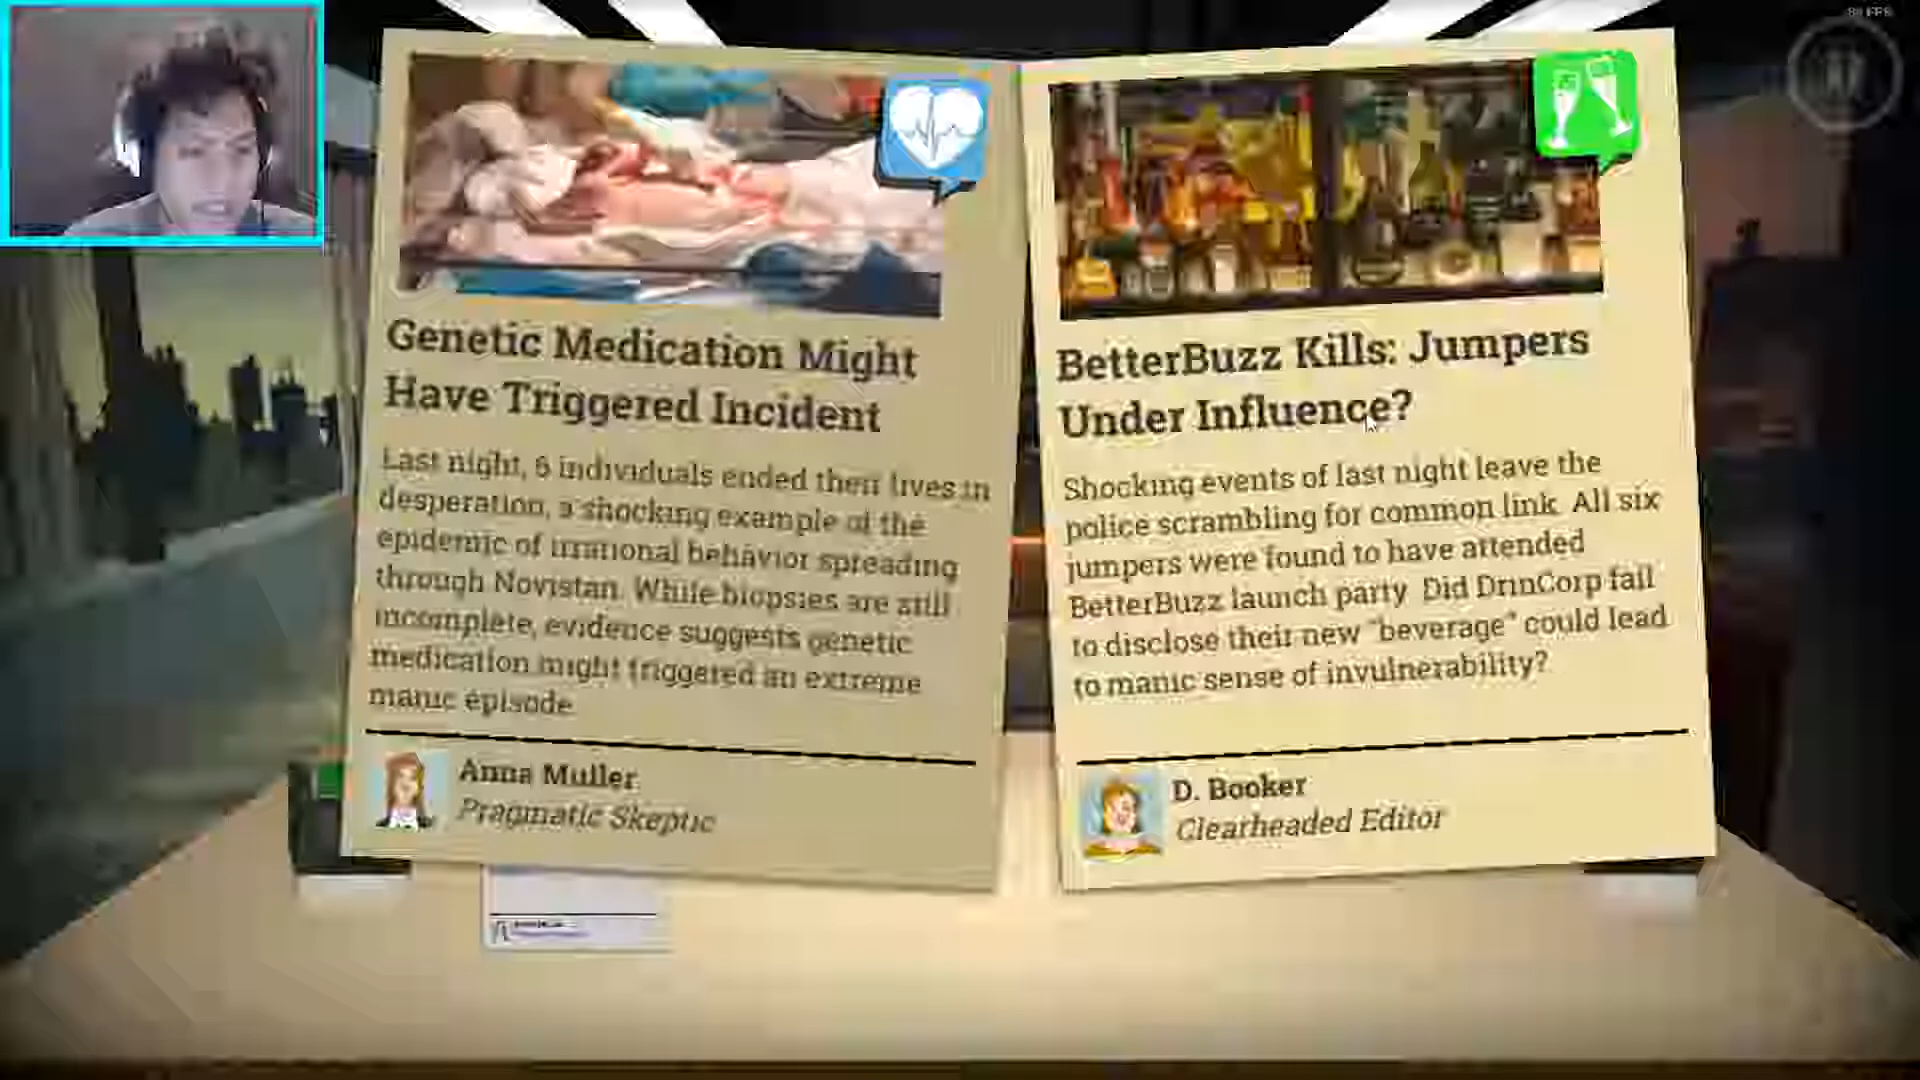 Genetic Medication Might
Have Triggered Incident
Last night, 6 individuals ended their lives in
desperation, a shocking example of the
epidemic of irrational behavior spreading
through Novistan. While biopsies are still
incomplete, evidence suggests genetic
medication might triggered an extreme
manic episode.
Anna Muller
Pragmatic Skeptic
BetterBuzz Kills: Jumpers
Under Influence?
Shocking events of last night leave the
police scrambling for common link. All six
jumpers were found to have attended
BetterBuzz launch party. Did DrinCorp fail
to disclose their new "beverage" could lead
to manic sense of invulnerability?
D. Booker
Clearheaded Editor